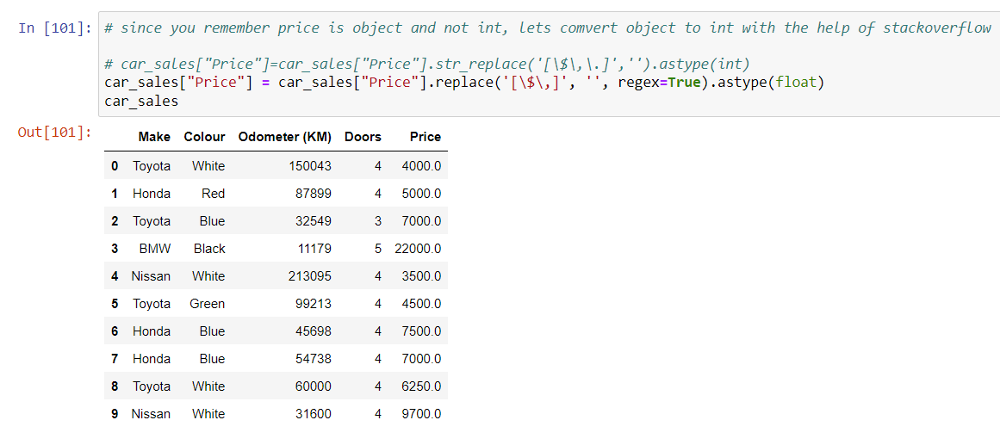 In [101]: # since you remember price is object and not int, lets comvert object to int with the help of stackoverflow
# car_sales["Price"]=car_sales["Price"].str_replace('[\$\,\.]','').astype(int)
car_sales["Price"] = car_sales["Price"].replace('[\$\,]', '', regex=True).astype(float)
car_sales
Out[101]:
Make Colour Odometer (KM) Doors Price
0 Toyota White 150043 4 4000.0
1 Honda Red 87899 4 5000.0
2 Toyota Blue 32549 3 7000.0
3 BMW Black 11179 5 22000.0
4 Nissan White 213095 4 3500.0
5 Toyota Green 99213 4 4500.0
6 Honda Blue 45698 4 7500.0
7 Honda Blue 54738 4 7000.0
8 Toyota White 60000 4 6250.0
9 Nissan White 31600 4 9700.0